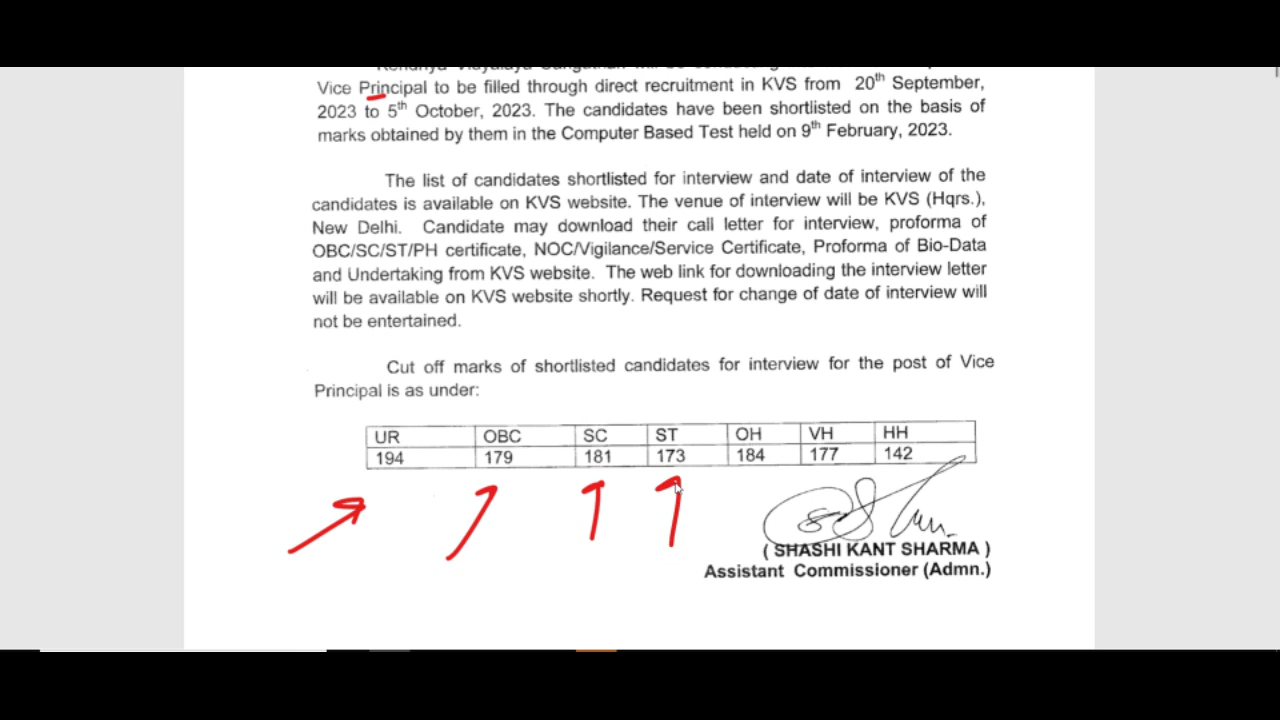 Vice Principal to be filled through direct recruitment in KVS from 20th September,
2023 to 5th October, 2023. The candidates have been shortlisted on the basis of
marks obtained by them in the Computer Based Test held on 9th February, 2023.
The list of candidates shortlisted for interview and date of interview of the
candidates is available on KVS website. The venue of interview will be KVS (Hqrs.),
New Delhi. Candidate may download their call letter for interview, proforma of
OBC/SC/ST/PH certificate, NOC/Vigilance/Service Certificate, Proforma of Bio-Data
and Undertaking from KVS website. The web link for downloading the interview letter
will be available on KVS website shortly. Request for change of date of interview will
not be entertained.
Cut off marks of shortlisted candidates for interview for the post of Vice
Principal is as under:
UR OBC SC ST OH VH HH
194 179 181 173 184 177 142
( SHASHI KANT SHARMA )
Assistant Commissioner (Admn.)